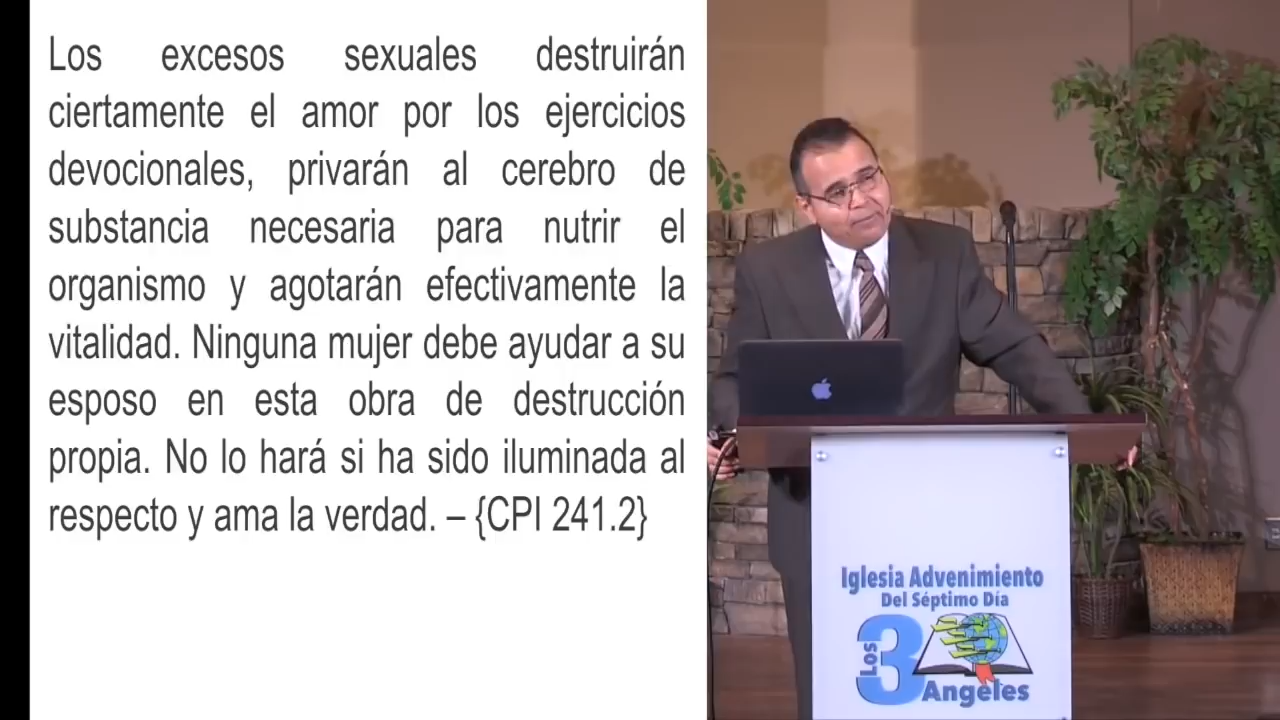 Los excesos sexuales destruirán
ciertamente el amor por los ejercicios
devocionales, privarán al cerebro de
substancia necesaria para nutrir el
organismo y agotarán efectivamente la
vitalidad. Ninguna mujer debe ayudar a su
esposo en esta obra de destrucción
propia. No lo hará si ha sido iluminada al
respecto y ama la verdad. – {CPI 241.2}
Iglesia Advenimiento
Del Séptimo Día
Los 3
Angeles